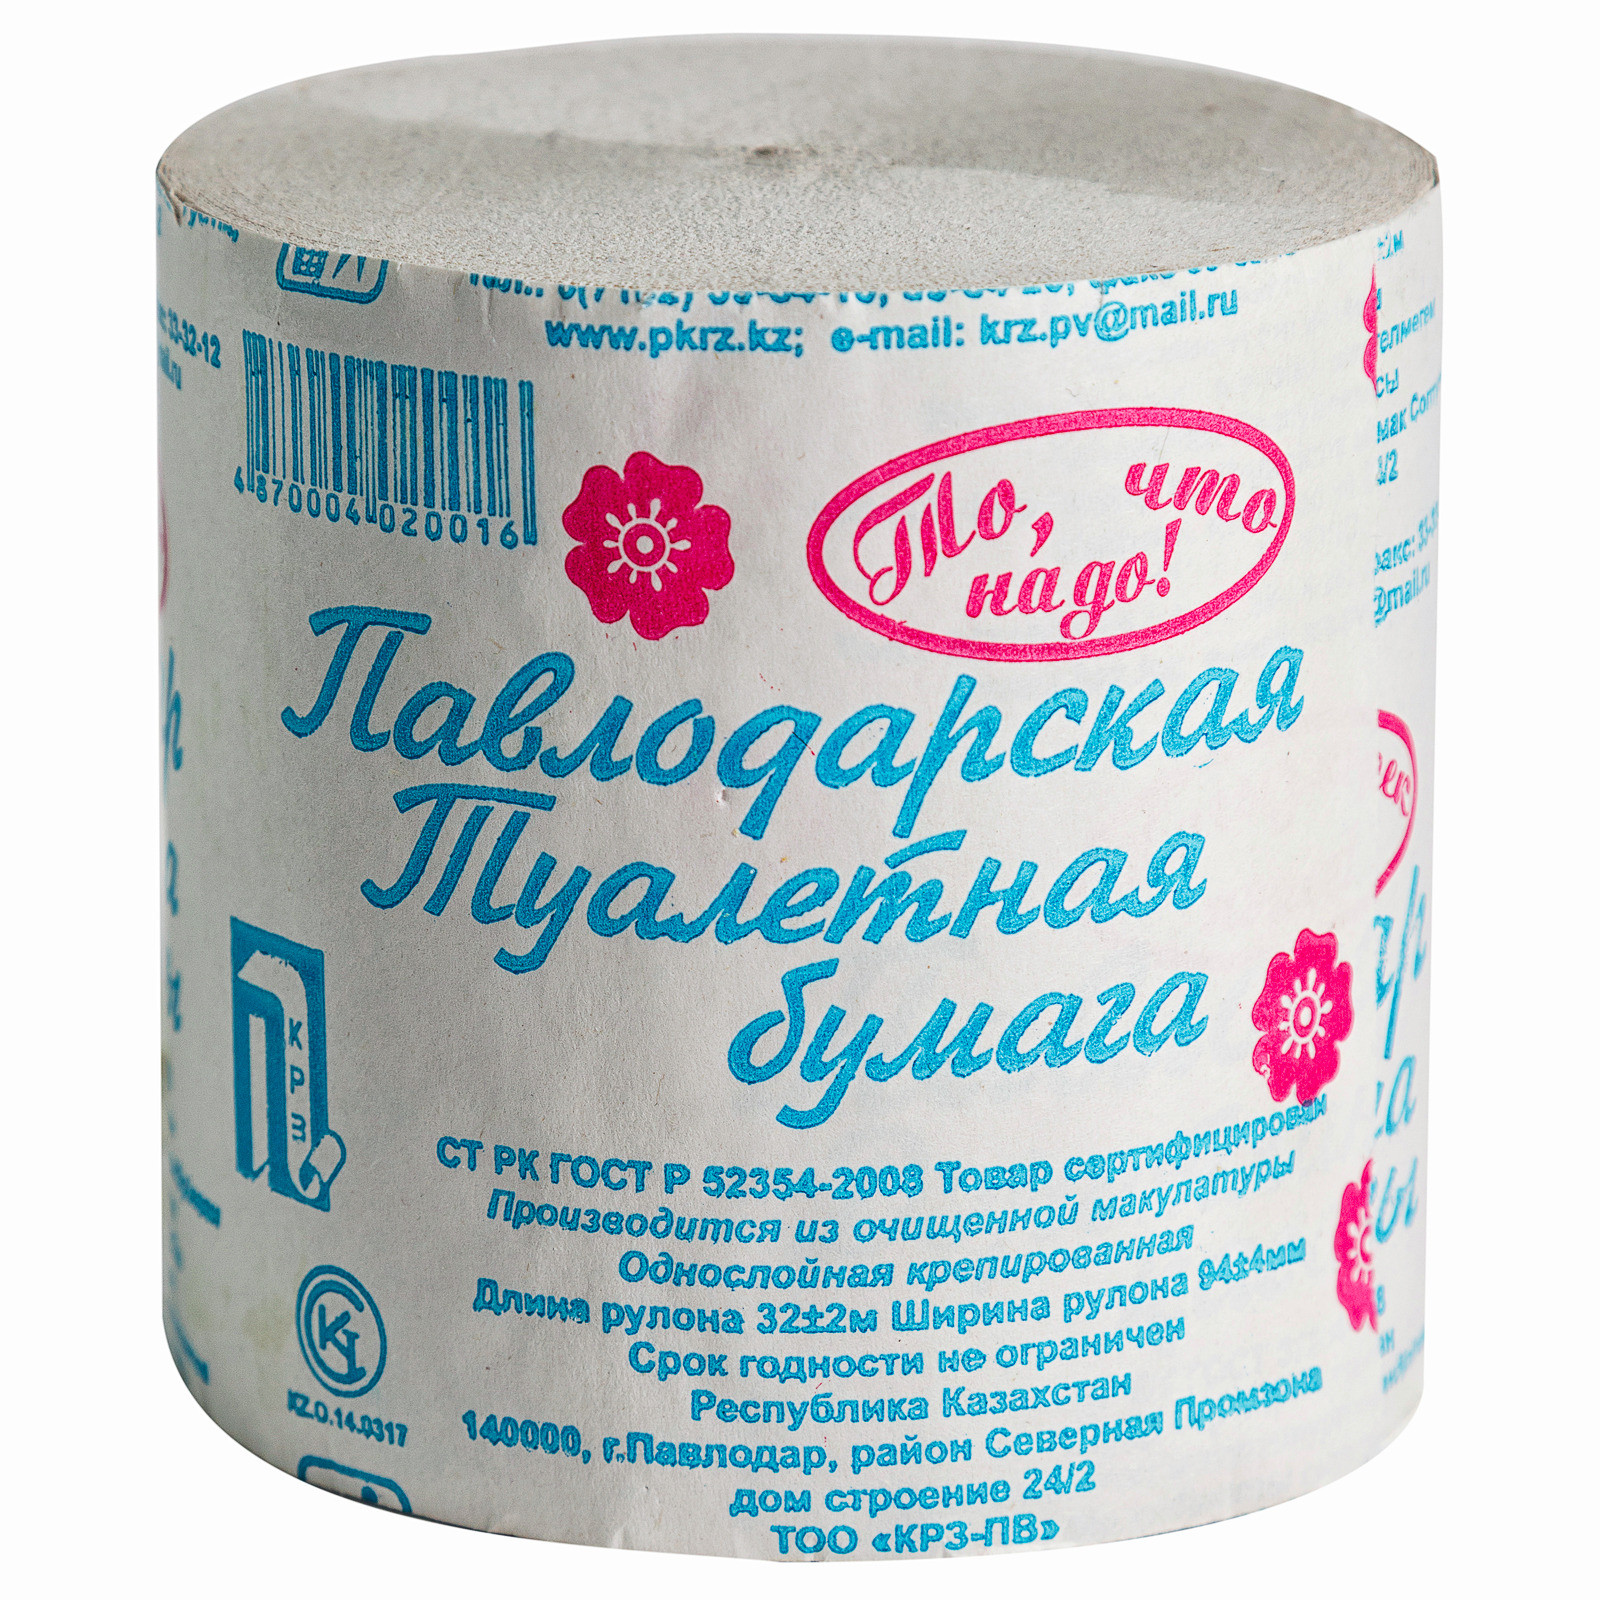 www.pkrz.kz; e-mail: krz.pv@mail.ru
4870004020016
То, что
надо!
Павлодарская
Туалетная
бумага
КРЗ
СТ РК ГОСТ Р 52354-2008 Товар сертифицирован
Производится из очищенной макулатуры
Однослойная крепированная
Длина рулона 32±2м Ширина рулона 94±4мм
Срок годности не ограничен
Республика Казахстан
140000, г.Павлодар, район Северная Промзона
дом строение 24/2
ТОО «КРЗ-ПВ»
KZ.O.14.0317
33-32-12